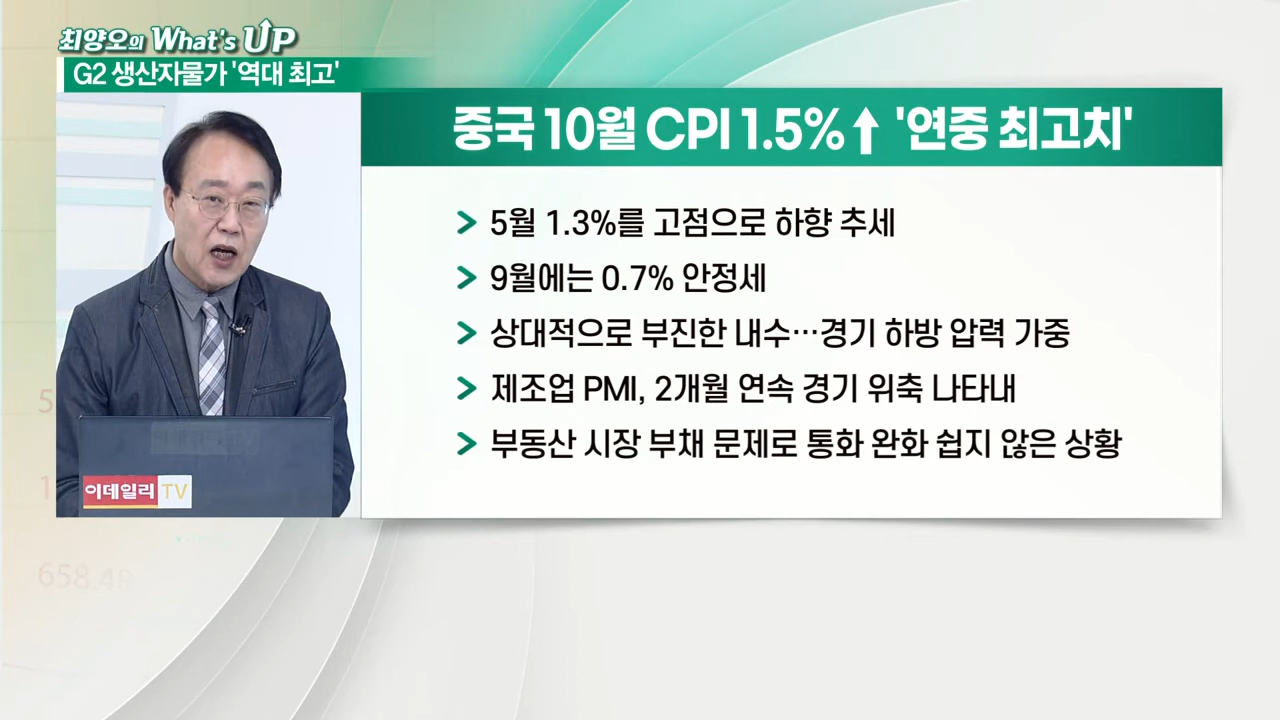 최양오의 What's UP
G2 생산자물가 '역대 최고'
중국 10월 CPI 1.5%↑ '연중 최고치'
> 5월 1.3%를 고점으로 하향 추세
> 9월에는 0.7% 안정세
> 상대적으로 부진한 내수…경기 하방 압력 가중
> 제조업 PMI, 2개월 연속 경기 위축 나타내
> 부동산 시장 부채 문제로 통화 완화 쉽지 않은 상황
이데일리 TV
658.48